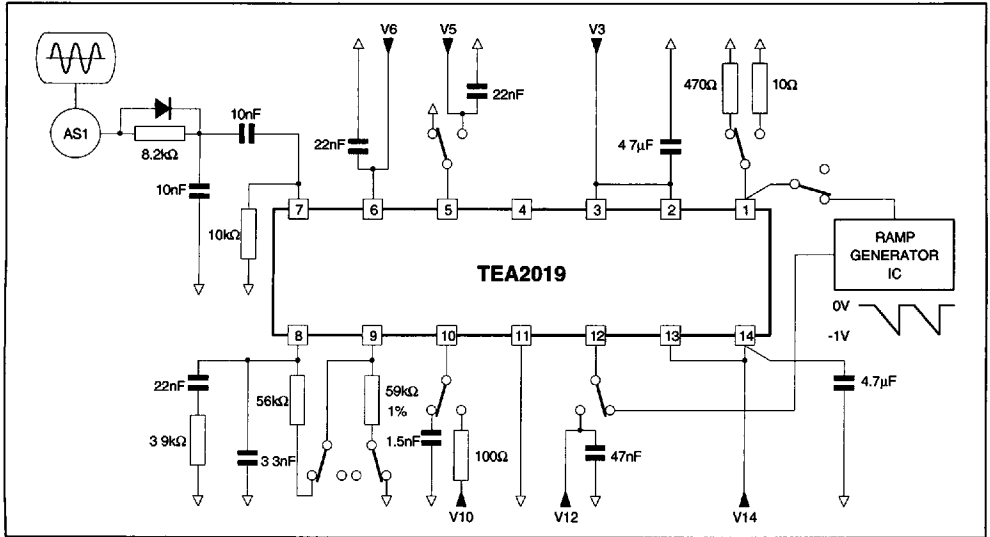 V6 V5 V3
AS1
8.2kΩ
10nF
10nF
10kΩ
22nF
22nF
4 7µF
470Ω
10Ω
7 6 5 4 3 2 1
TEA2019
RAMP
GENERATOR
IC
0V
-1V
8 9 10 11 12 13 14
22nF
3 9kΩ
3 3nF
56kΩ
59kΩ
1%
1.5nF
100Ω
47nF
4.7µF
V10 V12 V14